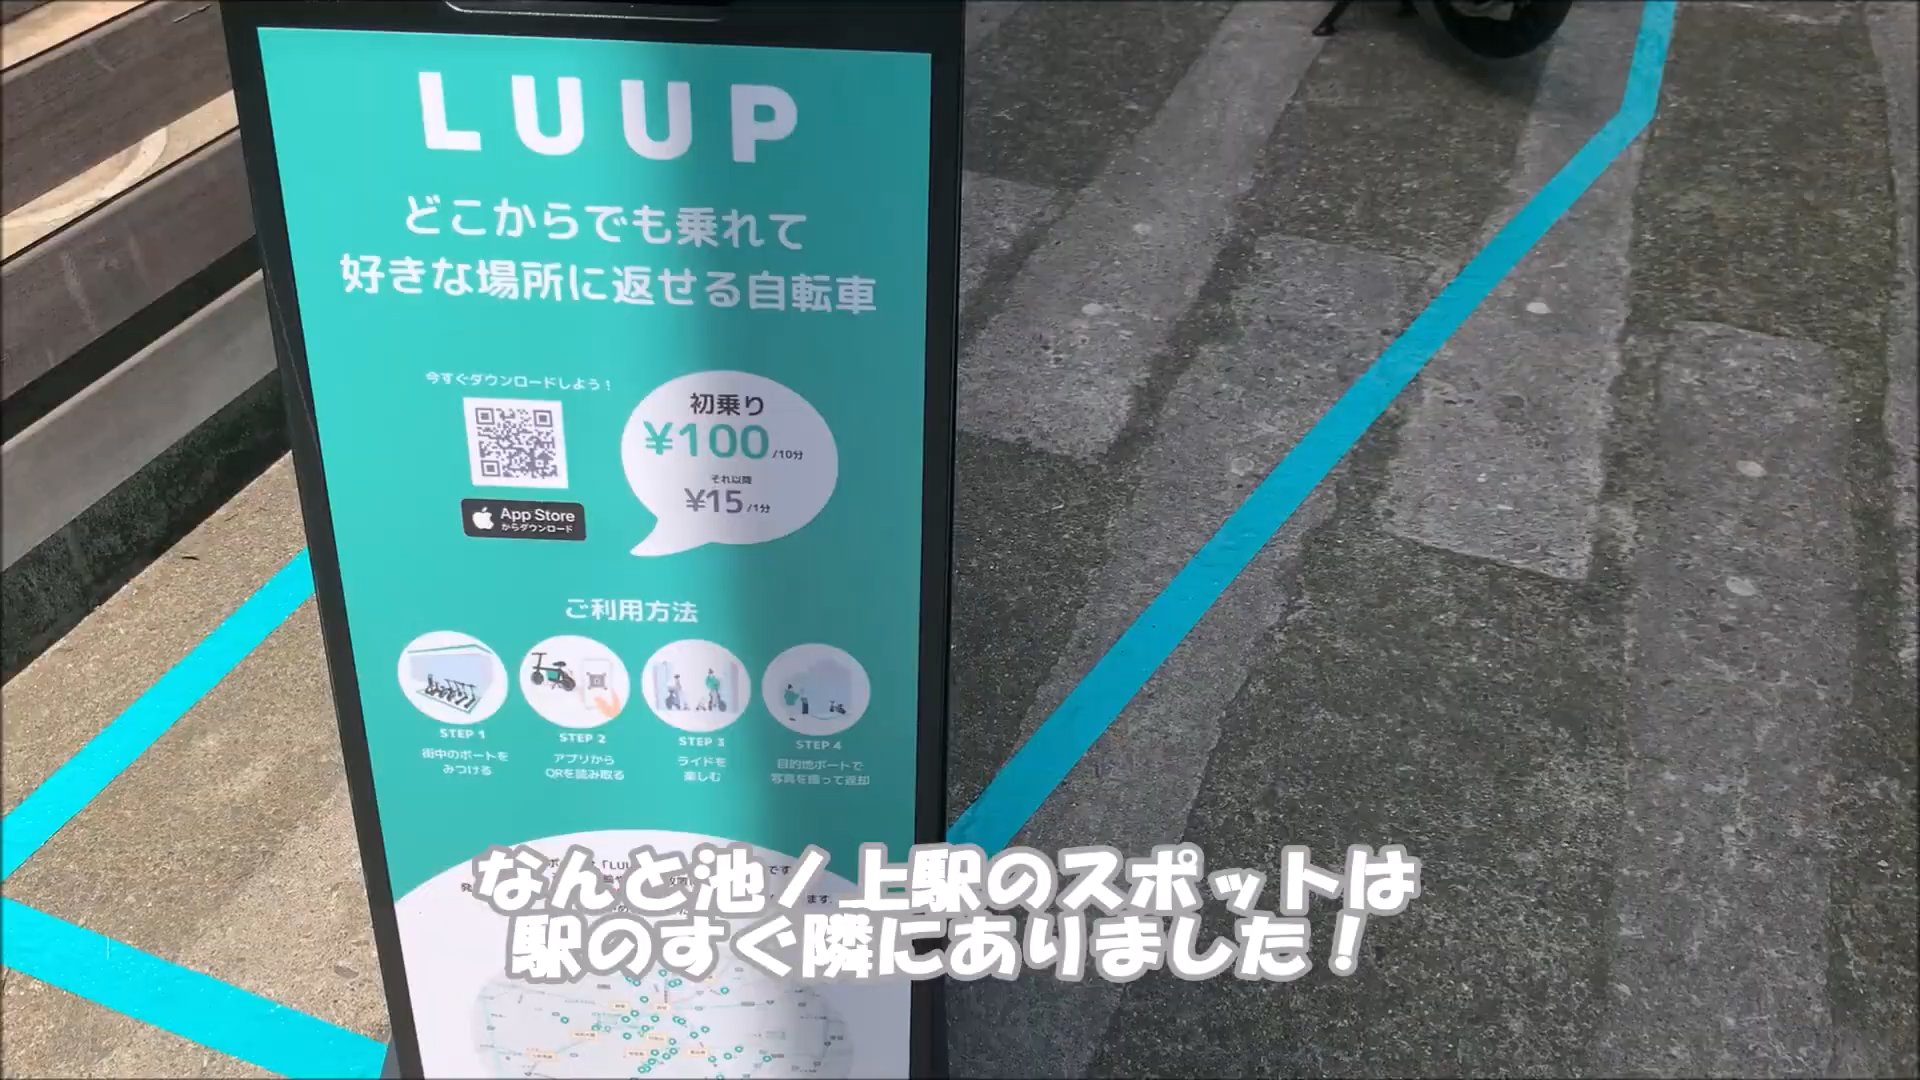 LUUP
どこからでも乗れて
好きな場所に返せる自転車
今すぐダウンロードしよう！
初乗り
¥100/10分
それ以降
¥15/1分
App Store
からダウンロード
ご利用方法
STEP 1
街中のポートを
みつける
STEP 2
アプリから
QRを読み取る
STEP 3
ライドを
楽しむ
STEP 4
目的地ポートで
写真を撮って返却
なんと池ノ上駅のスポットは
駅のすぐ隣にありました！